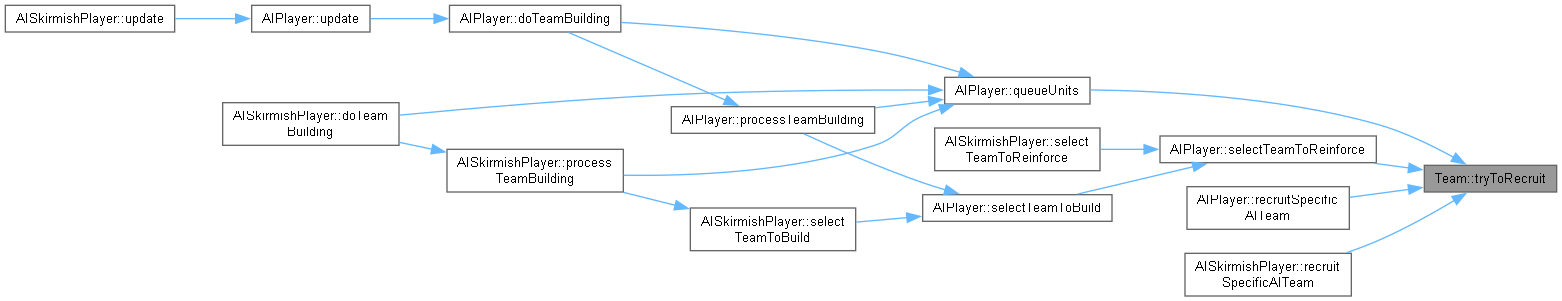 AISkirmishPlayer::update
AIPlayer::update
AIPlayer::doTeamBuilding
AIPlayer::queueUnits
AISkirmishPlayer::doTeam
Building
AIPlayer::processTeamBuilding
AISkirmishPlayer::select
TeamToReinforce
AIPlayer::selectTeamToReinforce
AISkirmishPlayer::process
TeamBuilding
Team::tryToRecruit
AIPlayer::recruitSpecific
AITeam
AIPlayer::selectTeamToBuild
AISkirmishPlayer::select
TeamToBuild
AISkirmishPlayer::recruit
SpecificAITeam